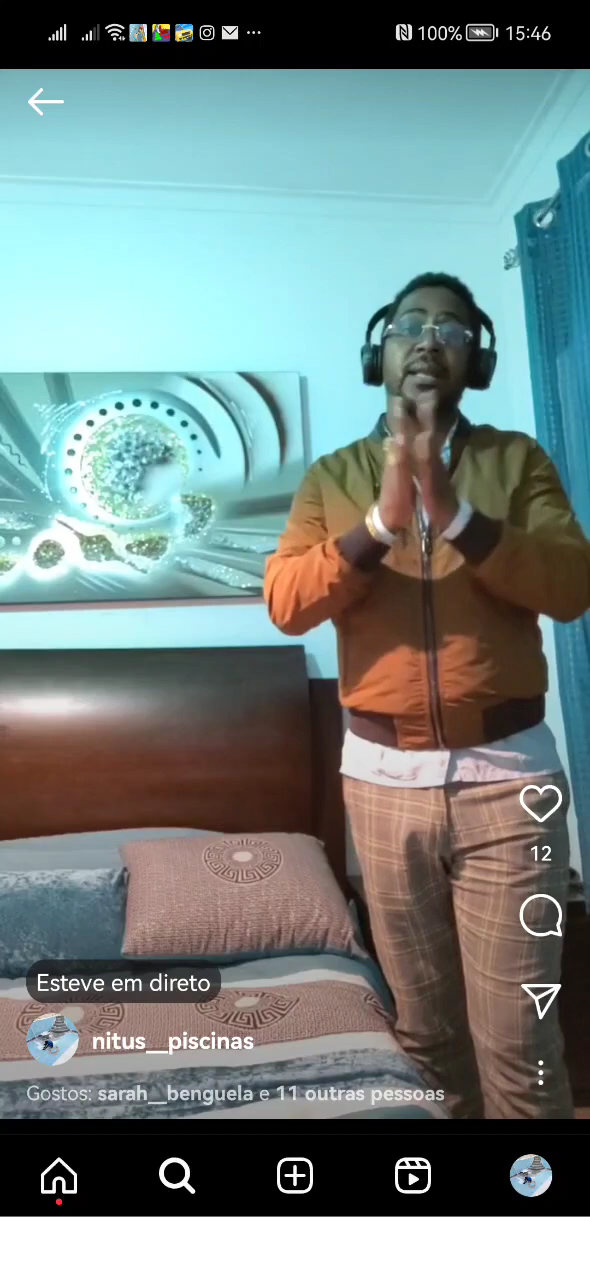 100% 15:46
12
Esteve em direto
nitus__piscinas
Gostos: sarah__benguela e 11 outras pessoas